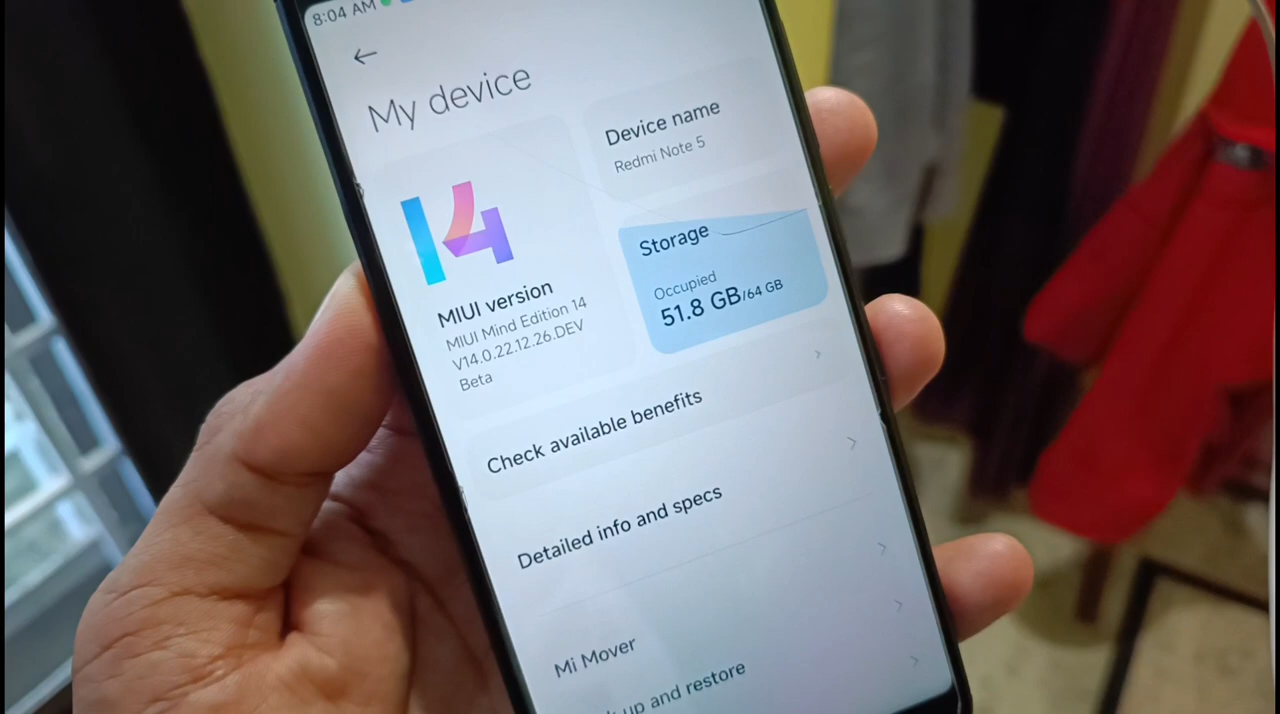 8:04 AM
My device
14
MIUI version
MIUI Mind Edition 14
V14.0.22.12.26.DEV
Beta
Device name
Redmi Note 5
Storage
Occupied
51.8 GB/64 GB
Check available benefits
Detailed info and specs
Mi Mover
up and restore